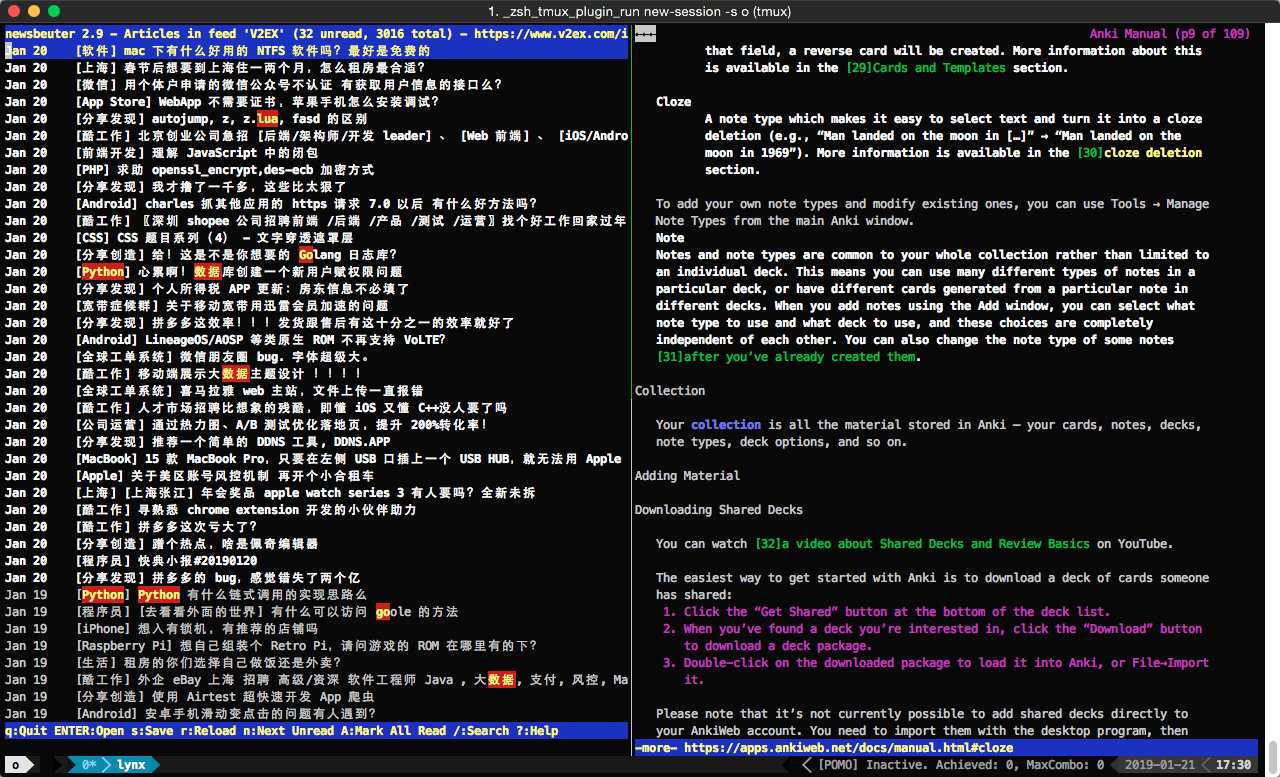 1. _zsh_tmux_plugin_run new-session -s o (tmux)
newsbeuter 2.9 – Articles in feed 'V2EX' (32 unread, 3016 total) – https://www.v2ex.com/i
Jan 20 [软件] mac 下有什么好用的 NTFS 软件吗? 最好是免费的
Jan 20 [上海] 春节后想要到上海住一两个月，怎么租房最合适?
Jan 20 [微信] 用个体户申请的微信公众号不认证 有获取用户信息的接口么?
Jan 20 [App Store] WebApp 不需要证书，苹果手机怎么安装调试?
Jan 20 [分享发现] autojump, z, z.lua, fasd 的区别
Jan 20 [酷工作] 北京创业公司急招 [后端/架构师/开发 leader] 、 [Web 前端] 、 [iOS/Andro
Jan 20 [前端开发] 理解 JavaScript 中的闭包
Jan 20 [PHP] 求助 openssl_encrypt,des-ecb 加密方式
Jan 20 [分享发现] 我才撸了一千多，这些比太狠了
Jan 20 [Android] charles 抓其他应用的 https 请求 7.0 以后 有什么好方法吗?
Jan 20 [酷工作] 〖深圳 shopee 公司招聘前端 /后端 /产品 /测试 /运营〗找个好工作回家过年
Jan 20 [CSS] CSS 题目系列 (4) – 文字穿透遮罩层
Jan 20 [分享创造] 给! 这是不是你想要的 Golang 日志库?
Jan 20 [Python] 心累啊! 数据库创建一个新用户赋权限问题
Jan 20 [分享发现] 个人所得税 APP 更新: 房东信息不必填了
Jan 20 [宽带症候群] 关于移动宽带用迅雷会员加速的问题
Jan 20 [分享发现] 拼多多这效率! ! ! 发货跟售后有这十分之一的效率就好了
Jan 20 [Android] LineageOS/AOSP 等类原生 ROM 不再支持 VoLTE?
Jan 20 [全球工单系统] 微信朋友圈 bug. 字体超级大。
Jan 20 [酷工作] 移动端展示大数据主题设计 ! ! ! !
Jan 20 [全球工单系统] 喜马拉雅 web 主站，文件上传一直报错
Jan 20 [酷工作] 人才市场招聘比想象的残酷，即懂 iOS 又懂 C++没人要了吗
Jan 20 [公司运营] 通过热力图、A/B 测试优化落地页，提升 200%转化率!
Jan 20 [分享发现] 推荐一个简单的 DDNS 工具, DDNS.APP
Jan 20 [MacBook] 15 款 MacBook Pro，只要在左侧 USB 口插上一个 USB HUB，就无法用 Apple
Jan 20 [Apple] 关于美区账号风控机制 再开个小合租车
Jan 20 [上海] [上海张江] 年会奖品 apple watch series 3 有人要吗? 全新未拆
Jan 20 [酷工作] 寻熟悉 chrome extension 开发的小伙伴助力
Jan 20 [酷工作] 拼多多这次亏大了?
Jan 20 [分享创造] 蹭个热点，啥是佩奇编辑器
Jan 20 [程序员] 快典小报#20190120
Jan 20 [分享发现] 拼多多的 bug，感觉错失了两个亿
Jan 19 [Python] Python 有什么链式调用的实现思路么
Jan 19 [程序员] [去看看外面的世界] 有什么可以访问 goole 的方法
Jan 19 [iPhone] 想入有锁机，有推荐的店铺吗
Jan 19 [Raspberry Pi] 想自己组装个 Retro Pi，请问游戏的 ROM 在哪里有的下?
Jan 19 [生活] 租房的你们选择自己做饭还是外卖?
Jan 19 [酷工作] 外企 eBay 上海 招聘 高级/资深 软件工程师 Java , 大数据, 支付, 风控, Ma
Jan 19 [分享创造] 使用 Airtest 超快速开发 App 爬虫
Jan 19 [Android] 安卓手机滑动变点击的问题有人遇到?
q:Quit ENTER:Open s:Save r:Reload n:Next Unread A:Mark All Read /:Search ?:Help
←←← Anki Manual (p9 of 109)
that field, a reverse card will be created. More information about this
is available in the [29]Cards and Templates section.
Cloze
A note type which makes it easy to select text and turn it into a cloze
deletion (e.g., “Man landed on the moon in […]” → “Man landed on the
moon in 1969”). More information is available in the [30]cloze deletion
section.
To add your own note types and modify existing ones, you can use Tools → Manage
Note Types from the main Anki window.
Note
Notes and note types are common to your whole collection rather than limited to
an individual deck. This means you can use many different types of notes in a
particular deck, or have different cards generated from a particular note in
different decks. When you add notes using the Add window, you can select what
note type to use and what deck to use, and these choices are completely
independent of each other. You can also change the note type of some notes
[31]after you’ve already created them.
Collection
Your collection is all the material stored in Anki – your cards, notes, decks,
note types, deck options, and so on.
Adding Material
Downloading Shared Decks
You can watch [32]a video about Shared Decks and Review Basics on YouTube.
The easiest way to get started with Anki is to download a deck of cards someone
has shared:
1. Click the “Get Shared” button at the bottom of the deck list.
2. When you’ve found a deck you’re interested in, click the “Download” button
to download a deck package.
3. Double-click on the downloaded package to load it into Anki, or File→Import
it.
Please note that it’s not currently possible to add shared decks directly to
your AnkiWeb account. You need to import them with the desktop program, then
–more– https://apps.ankiweb.net/docs/manual.html#cloze
o 0* lynx [POMO] Inactive. Achieved: 0, MaxCombo: 0 2019-01-21 17:30